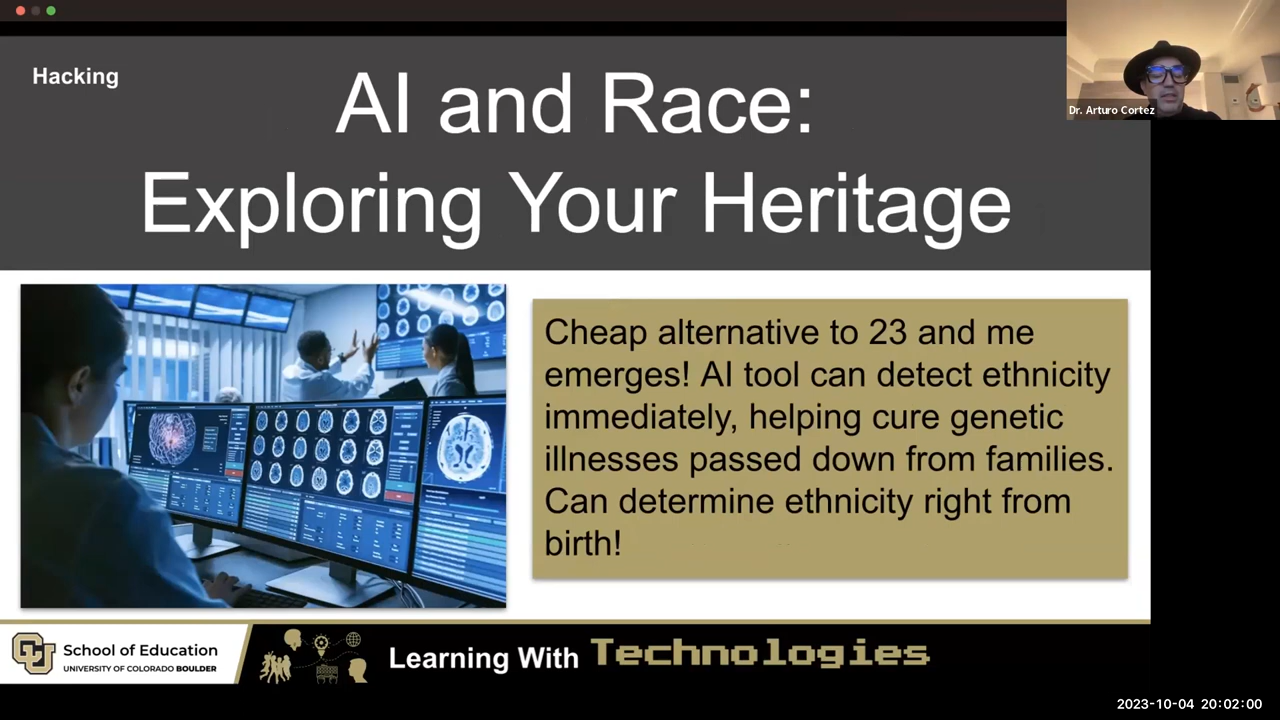 Hacking
AI and Race:
Exploring Your Heritage
Dr. Arturo Cortez
Cheap alternative to 23 and me
emerges! AI tool can detect ethnicity
immediately, helping cure genetic
illnesses passed down from families.
Can determine ethnicity right from
birth!
CU
School of Education
UNIVERSITY OF COLORADO BOULDER
Learning With Technologies
2023-10-04 20:02:00